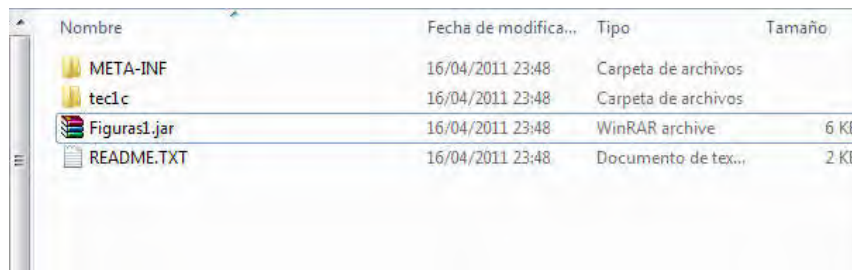 Nombre Fecha de modifica... Tipo Tamaño
META-INF 16/04/2011 23:48 Carpeta de archivos
tec1c 16/04/2011 23:48 Carpeta de archivos
Figuras1.jar 16/04/2011 23:48 WinRAR archive 6 KB
README.TXT 16/04/2011 23:48 Documento de tex... 2 KB